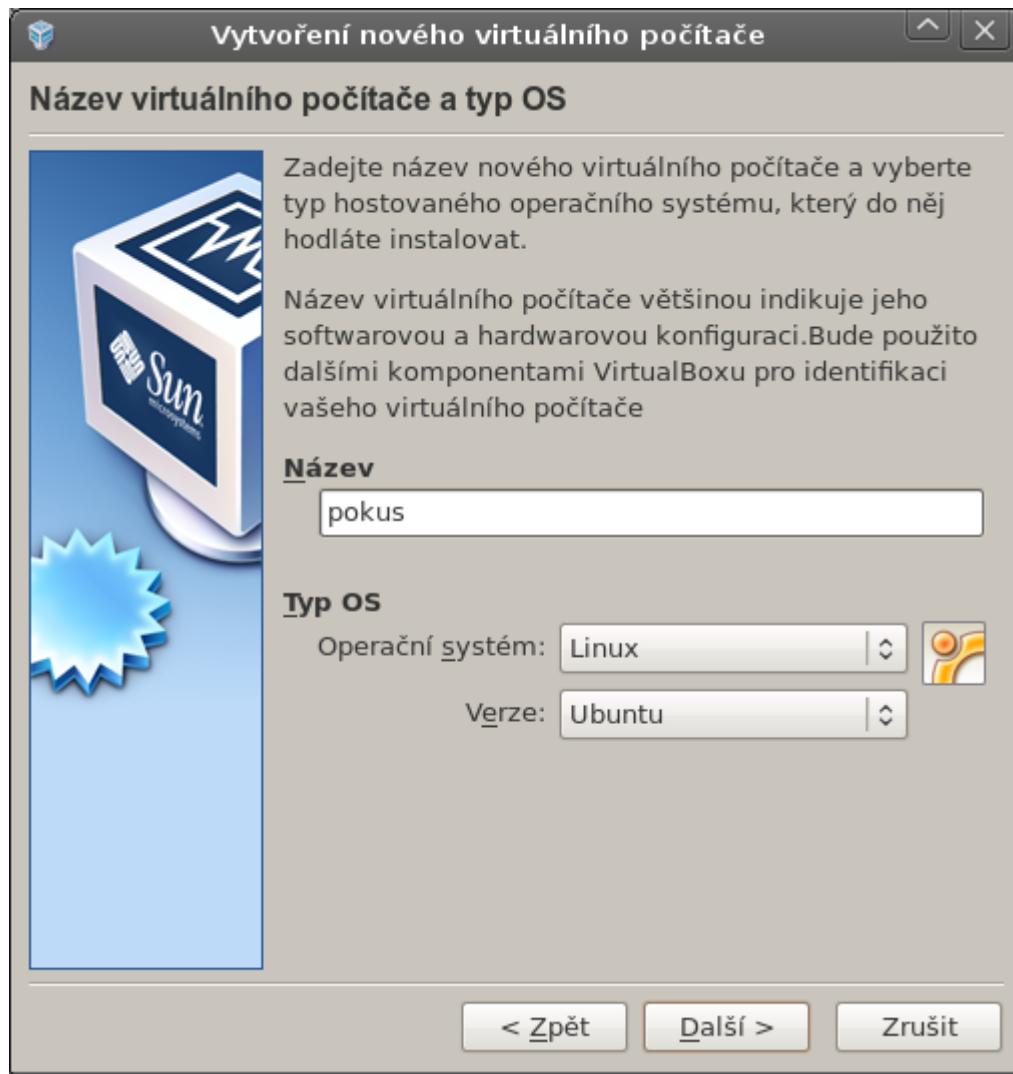 Vytvoření nového virtuálního počítače
Název virtuálního počítače a typ OS
Zadejte název nového virtuálního počítače a vyberte
typ hostovaného operačního systému, který do něj
hodláte instalovat.
Název virtuálního počítače většinou indikuje jeho
softwarovou a hardwarovou konfiguraci.Bude použito
dalšími komponentami VirtualBoxu pro identifikaci
vašeho virtuálního počítače
Sun
microsystems
Název
pokus
Typ OS
Operační systém: Linux
Verze: Ubuntu
< Zpět Další > Zrušit